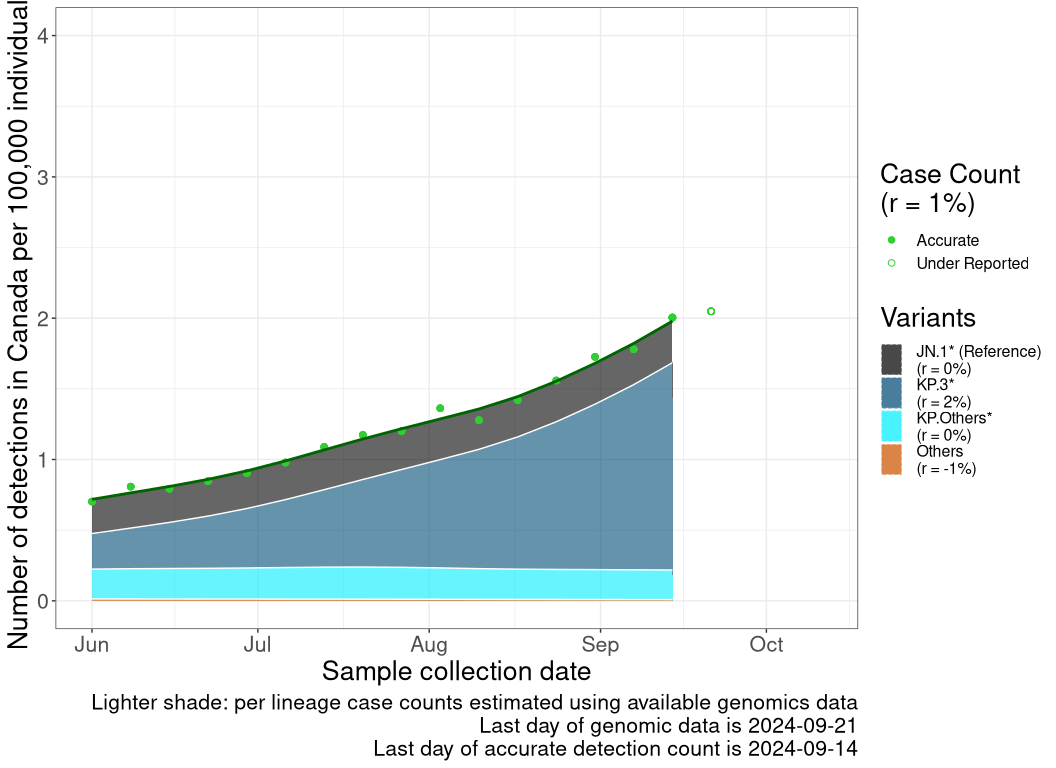 Number of detections in Canada per 100,000 individual
4
3
2
1
0
Jun Jul Aug Sep Oct
Sample collection date
Lighter shade: per lineage case counts estimated using available genomics data
Last day of genomic data is 2024-09-21
Last day of accurate detection count is 2024-09-14
Case Count
(r = 1%)
Accurate
Under Reported
Variants
JN.1* (Reference)
(r = 0%)
KP.3*
(r = 2%)
KP.Others*
(r = 0%)
Others
(r = -1%)